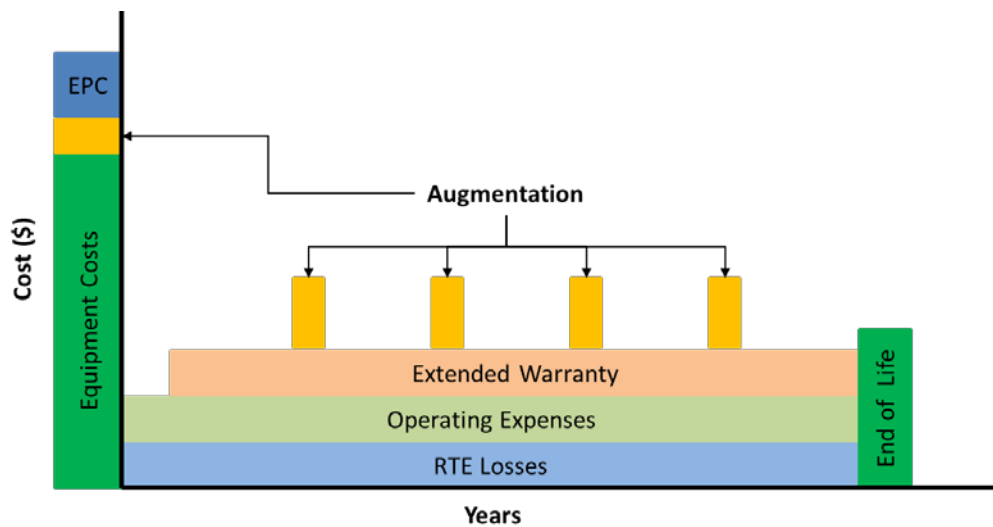 EPC
Augmentation
Cost ($)
Equipment Costs
Extended Warranty
Operating Expenses
RTE Losses
End of Life
Years